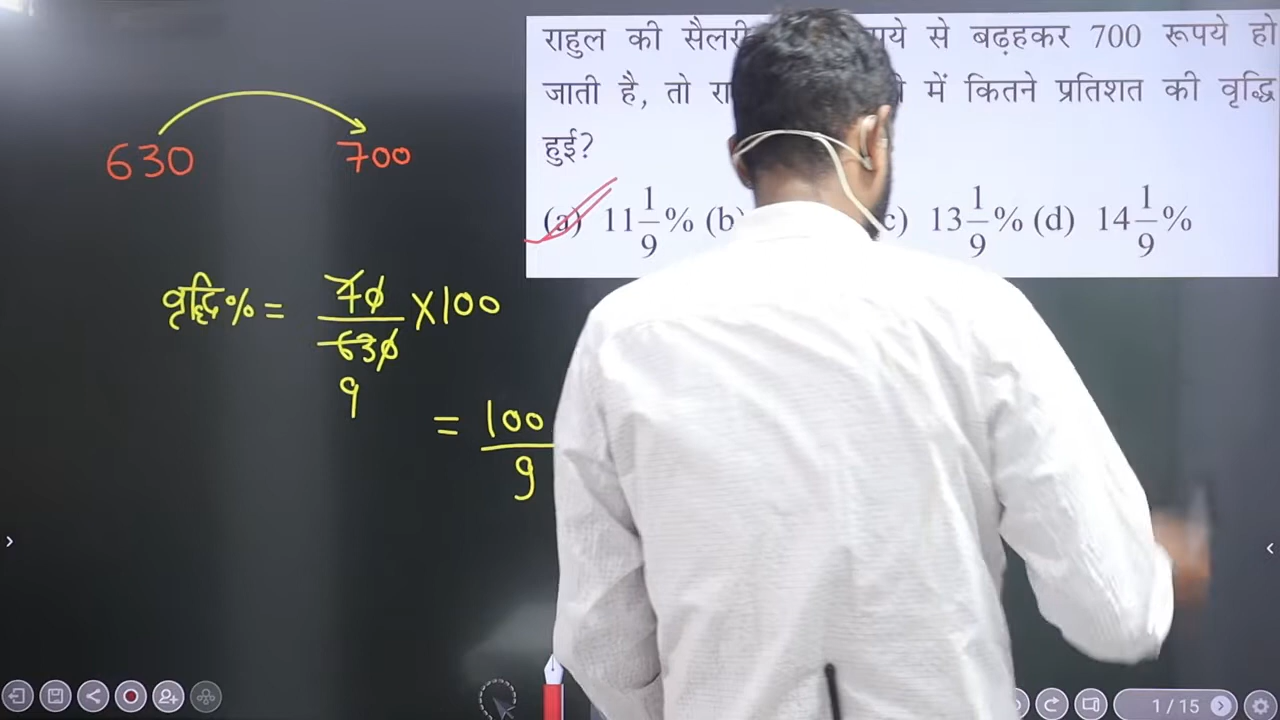 राहुल की सैलरी से बढ़हकर 700 रूपये हो
जाती है, तो में कितने प्रतिशत की वृद्धि
हुई?
(a) 11 1/9 % (b) 13 1/9 % (d) 14 1/9 %
630 700
वृद्धि % = 70/630 × 100
9
= 100/9
1 / 15